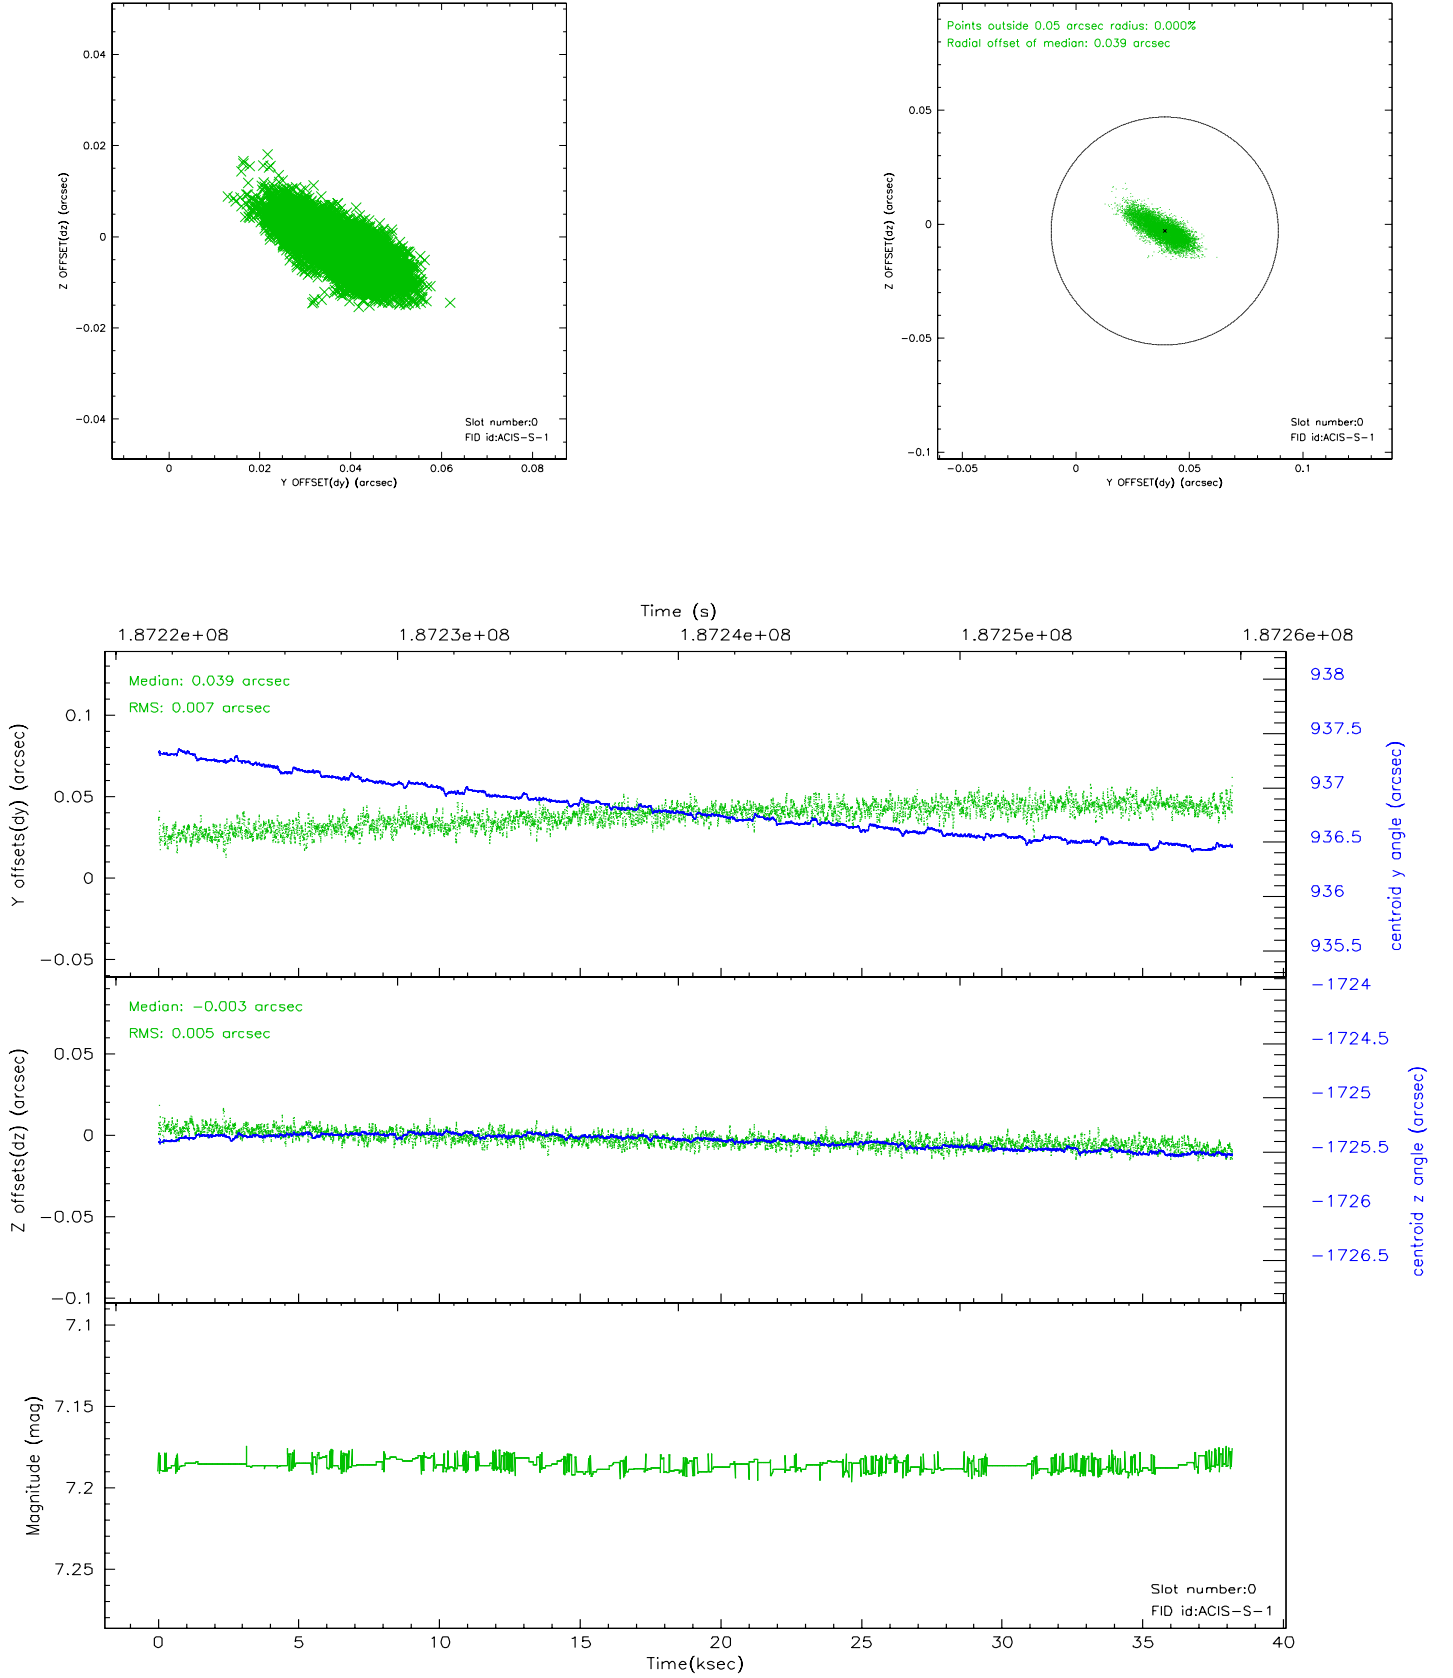 0.04
0.02
0
-0.02
-0.04
Z OFFSET(dz) (arcsec)
Slot number:0
FID id:ACIS-S-1
0 0.02 0.04 0.06 0.08
Y OFFSET(dy) (arcsec)
Points outside 0.05 arcsec radius: 0.000%
Radial offset of median: 0.039 arcsec
0.05
0
-0.05
-0.1
Z OFFSET(dz) (arcsec)
Slot number:0
FID id:ACIS-S-1
-0.05 0 0.05 0.1
Y OFFSET(dy) (arcsec)
Time (s)
1.8722e+08 1.8723e+08 1.8724e+08 1.8725e+08 1.8726e+08
Median: 0.039 arcsec
RMS: 0.007 arcsec
0.1
0.05
0
-0.05
Y offsets(dy) (arcsec)
938
937.5
937
936.5
936
935.5
centroid y angle (arcsec)
Median: -0.003 arcsec
RMS: 0.005 arcsec
0.05
0
-0.05
-0.1
Z offsets(dz) (arcsec)
-1724
-1724.5
-1725
-1725.5
-1726
-1726.5
centroid z angle (arcsec)
7.1
7.15
7.2
7.25
Magnitude (mag)
Slot number:0
FID id:ACIS-S-1
0 5 10 15 20 25 30 35 40
Time(ksec)